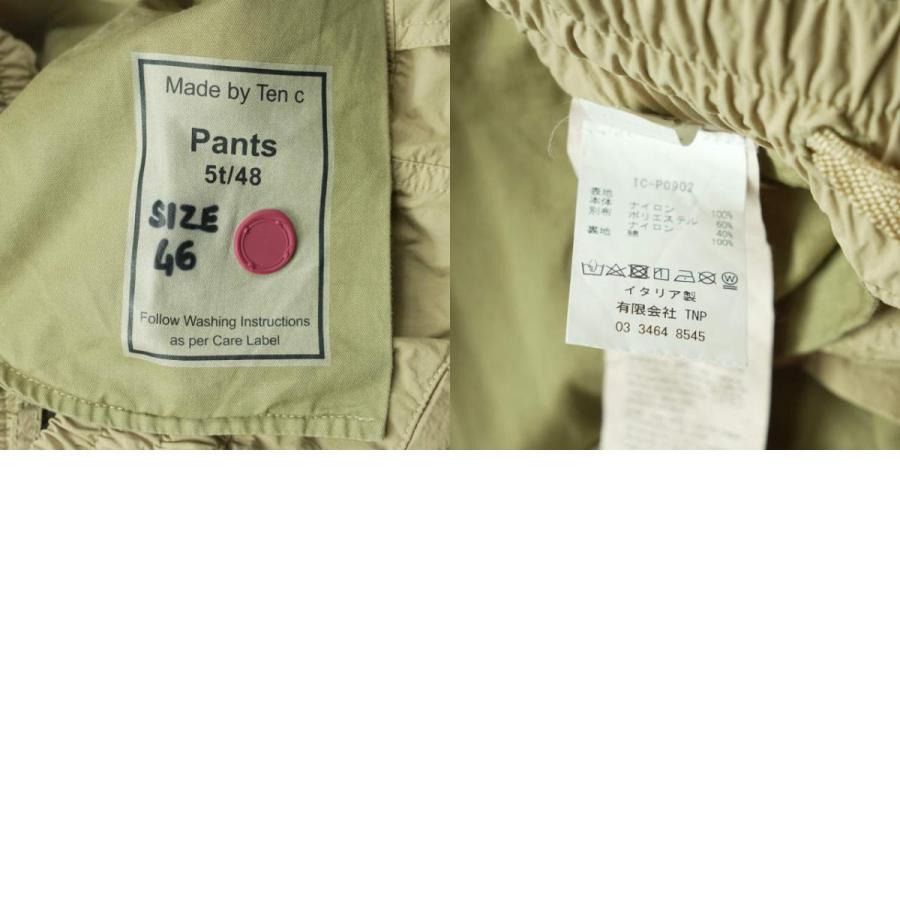 Made by Ten c
Pants
5t/48
SIZE
46
Follow Washing Instructions
as per Care Label
TC-P0902
表地
本体 ナイロン 100%
別布 ポリエステル 60%
ナイロン 40%
裏地 綿 100%
イタリア製
有限会社 TNP
03 3464 8545